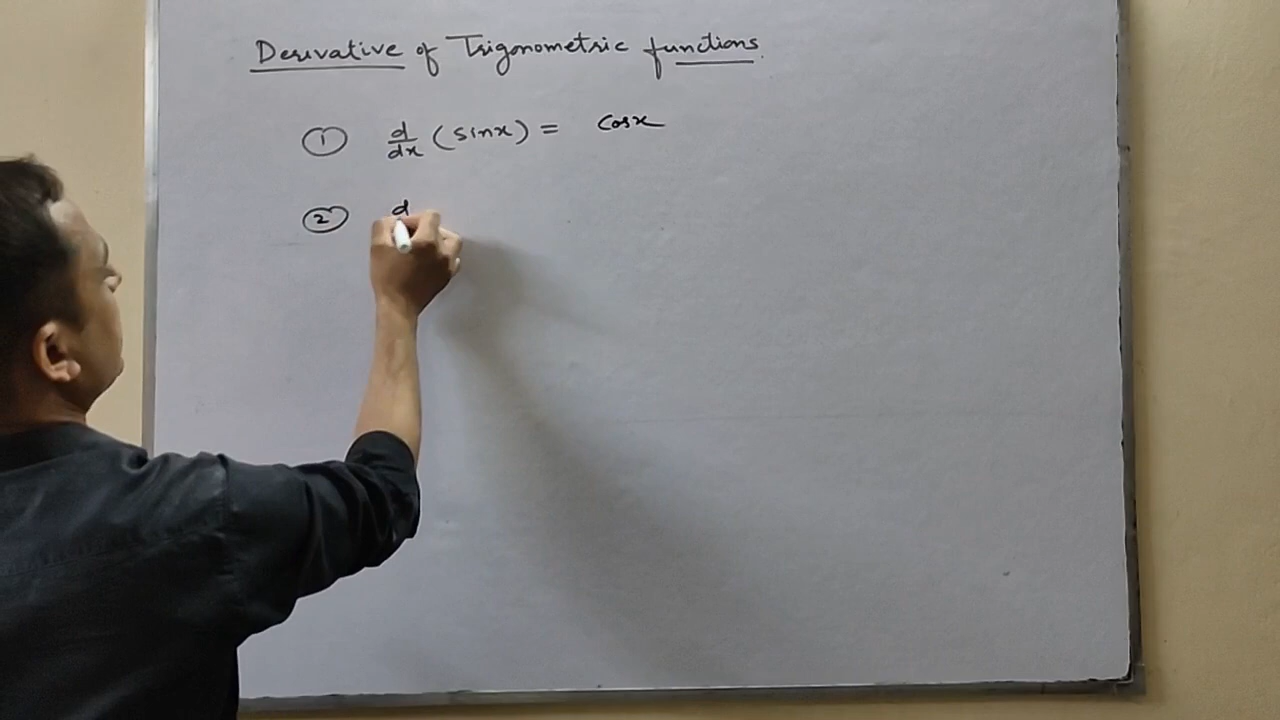 Derivative of Trigonometric functions.
① d/dx (sinx) = cosx
② d